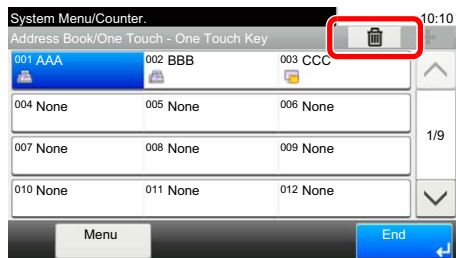 System Menu/Counter. 10:10
Address Book/One Touch - One Touch Key
001 AAA 002 BBB 003 CCC
004 None 005 None 006 None
1/9
007 None 008 None 009 None
010 None 011 None 012 None
Menu End